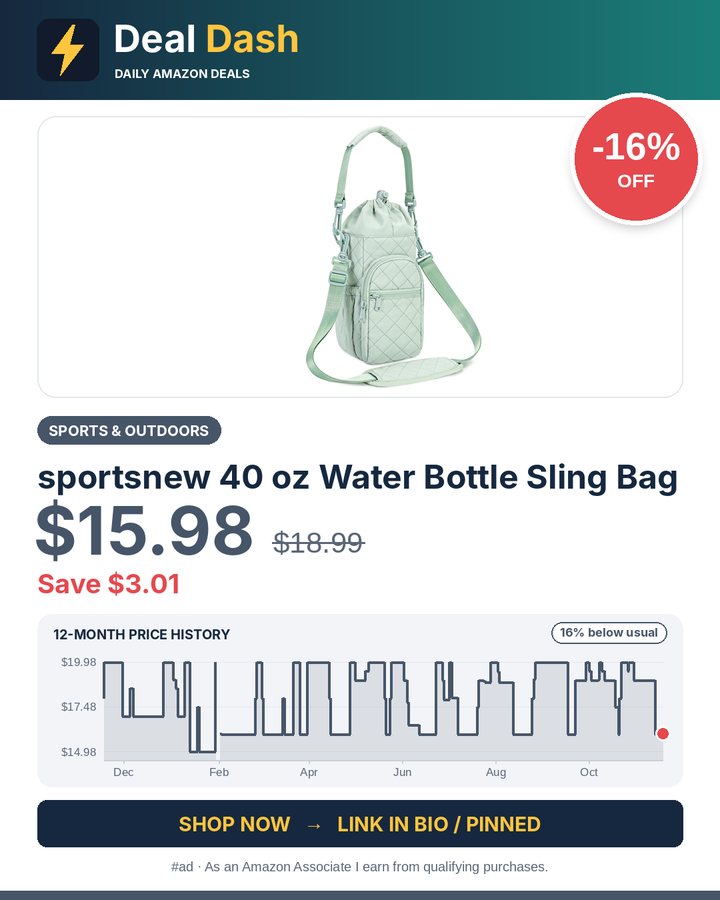 Deal Dash
DAILY AMAZON DEALS
-16%
OFF
SPORTS & OUTDOORS
sportsnew 40 oz Water Bottle Sling Bag
$15.98 $18.99
Save $3.01
12-MONTH PRICE HISTORY
16% below usual
$19.98
$17.48
$14.98
Dec Feb Apr Jun Aug Oct
SHOP NOW → LINK IN BIO / PINNED
#ad · As an Amazon Associate I earn from qualifying purchases.